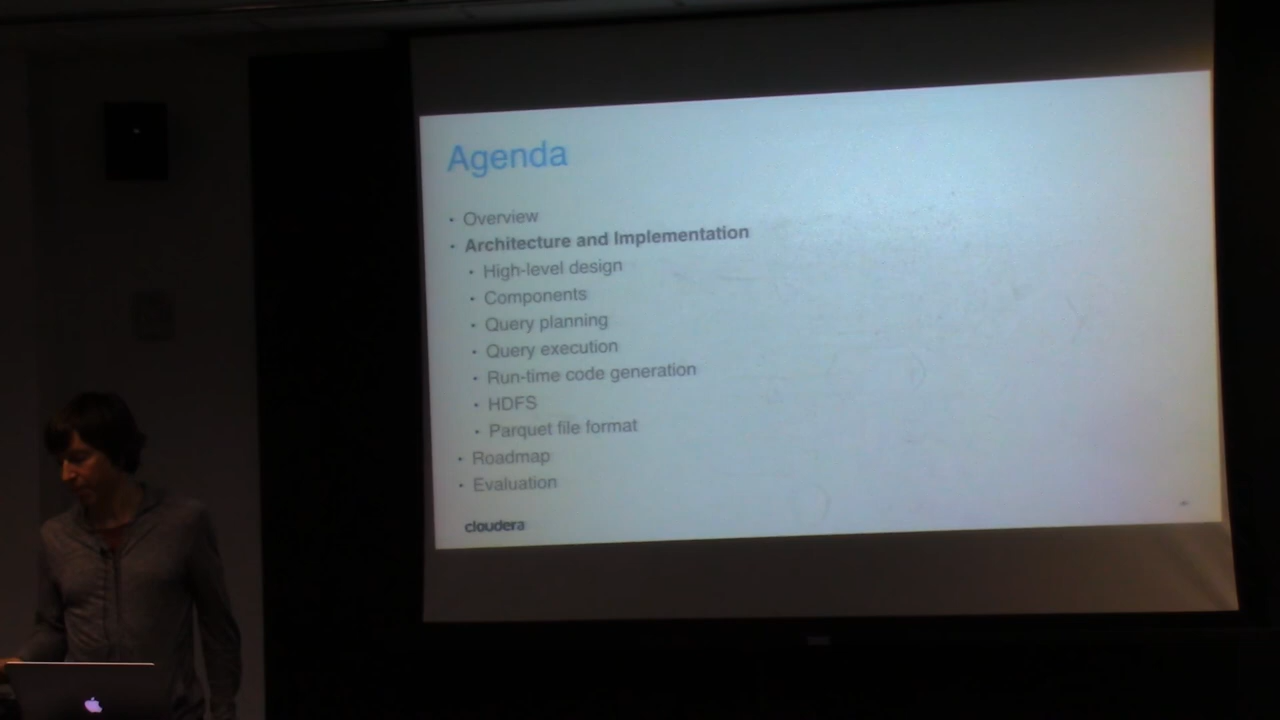 Agenda
• Overview
• Architecture and Implementation
• High-level design
• Components
• Query planning
• Query execution
• Run-time code generation
• HDFS
• Parquet file format
• Roadmap
• Evaluation
cloudera